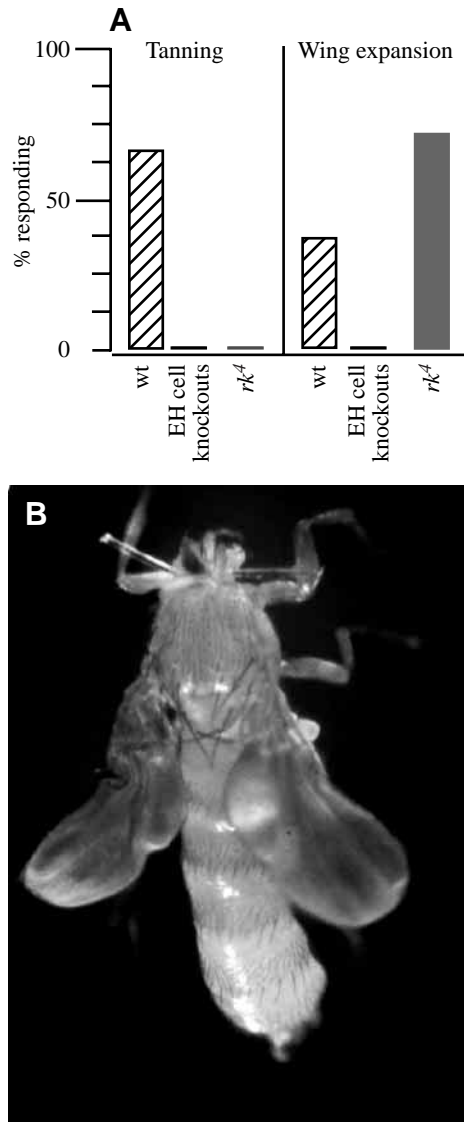 A
Tanning
Wing expansion
% responding
100
50
0
wt
EH cell
knockouts
rk4
wt
EH cell
knockouts
rk4
B